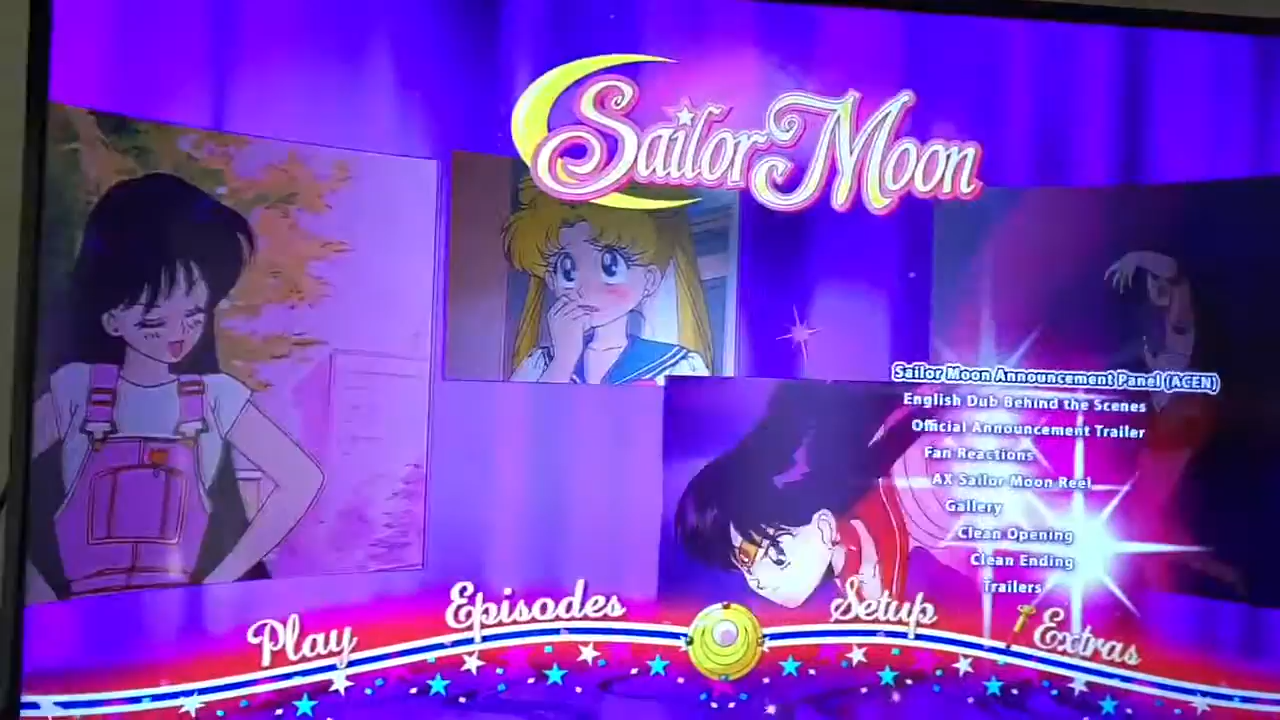 Sailor Moon
Sailor Moon Announcement Panel (ACEN)
English Dub Behind the Scenes
Official Announcement Trailer
Fan Reactions
AX Sailor Moon Reel
Gallery
Clean Opening
Clean Ending
Trailers
Play
Episodes
Setup
Extras